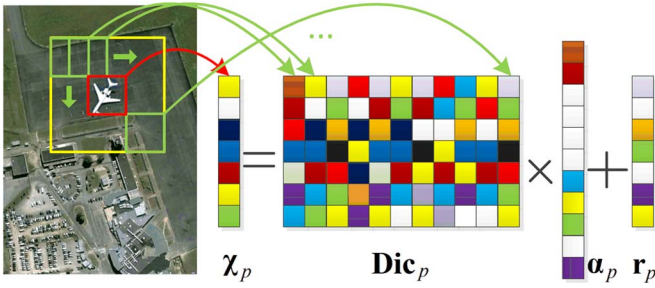 ...
=
×
+
χp
Dicp
αp
rp